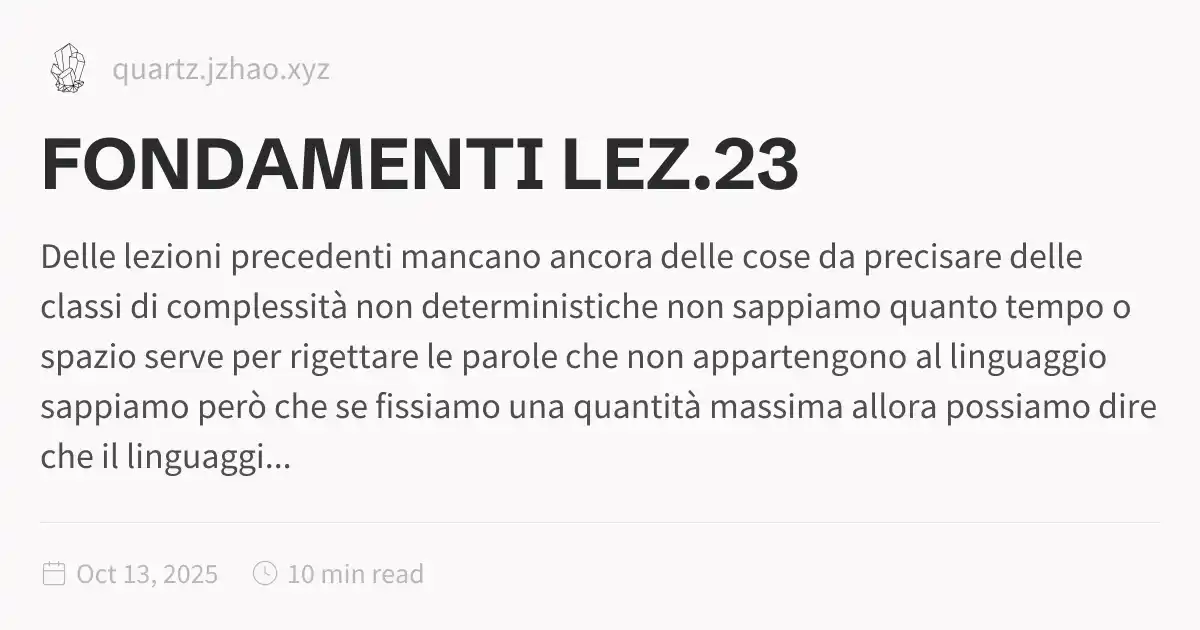 quartz.jzhao.xyz
FONDAMENTI LEZ.23
Delle lezioni precedenti mancano ancora delle cose da precisare delle
classi di complessità non deterministiche non sappiamo quanto tempo o
spazio serve per rigettare le parole che non appartengono al linguaggio
sappiamo però che se fissiamo una quantità massima allora possiamo dire
che il linguaggi...
Oct 13, 2025 10 min read